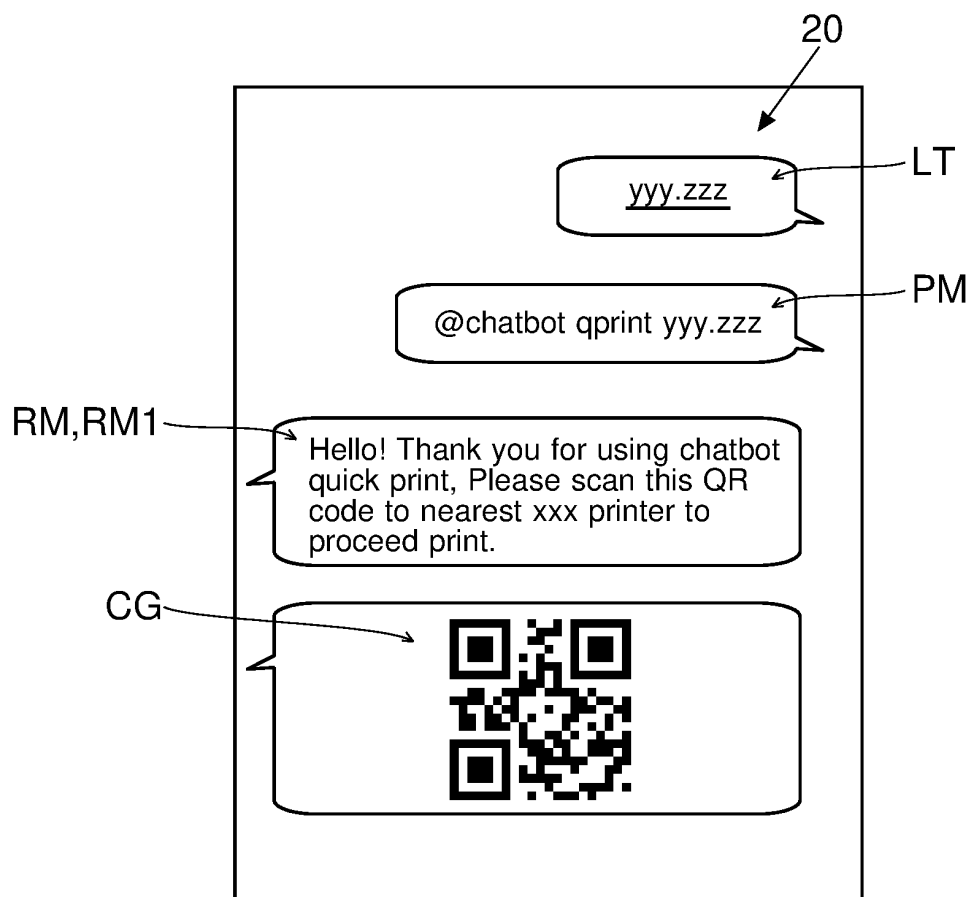 20
LT
yyy.zzz
PM
@chatbot qprint yyy.zzz
RM,RM1
Hello! Thank you for using chatbot
quick print, Please scan this QR
code to nearest xxx printer to
proceed print.
CG